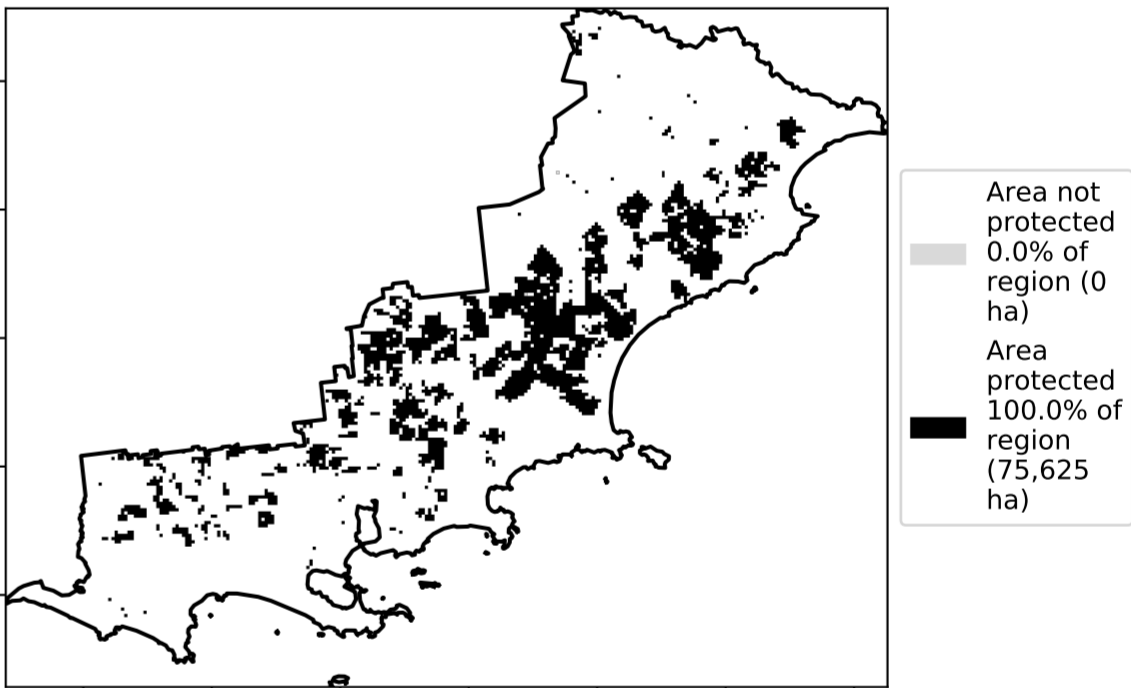 Area not
protected
0.0% of
region (0
ha)
Area
protected
100.0% of
region
(75,625
ha)